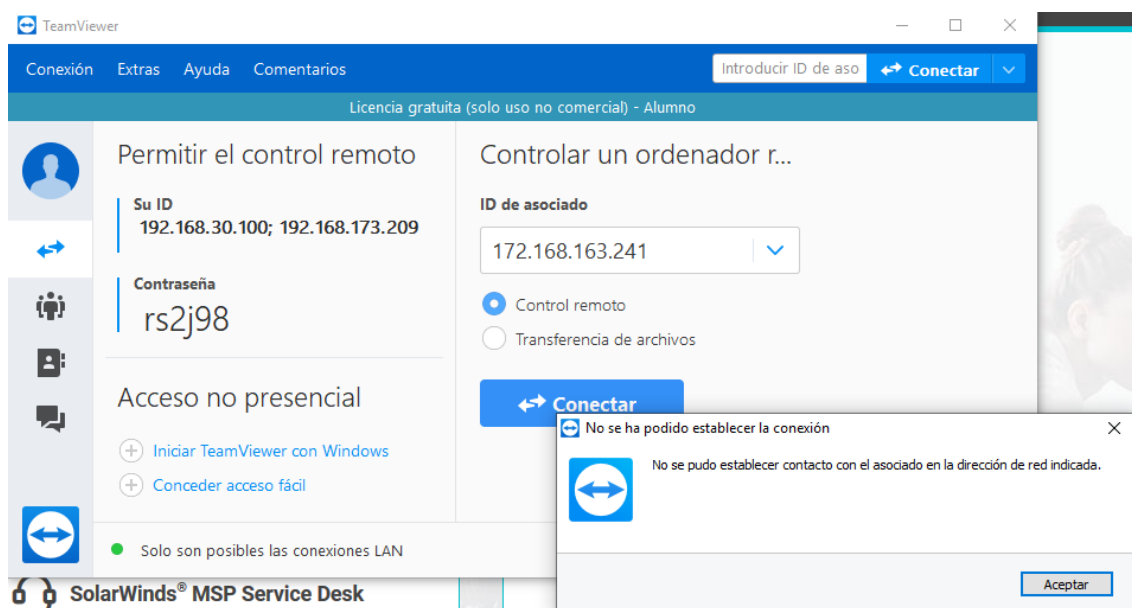 TeamViewer
Conexión Extras Ayuda Comentarios
Introducir ID de aso
Conectar
Licencia gratuita (solo uso no comercial) - Alumno
Permitir el control remoto
Su ID
192.168.30.100; 192.168.173.209
Contraseña
rs2j98
Acceso no presencial
Iniciar TeamViewer con Windows
Conceder acceso fácil
Controlar un ordenador r...
ID de asociado
172.168.163.241
Control remoto
Transferencia de archivos
Conectar
Solo son posibles las conexiones LAN
No se ha podido establecer la conexión
No se pudo establecer contacto con el asociado en la dirección de red indicada.
Aceptar
SolarWinds® MSP Service Desk